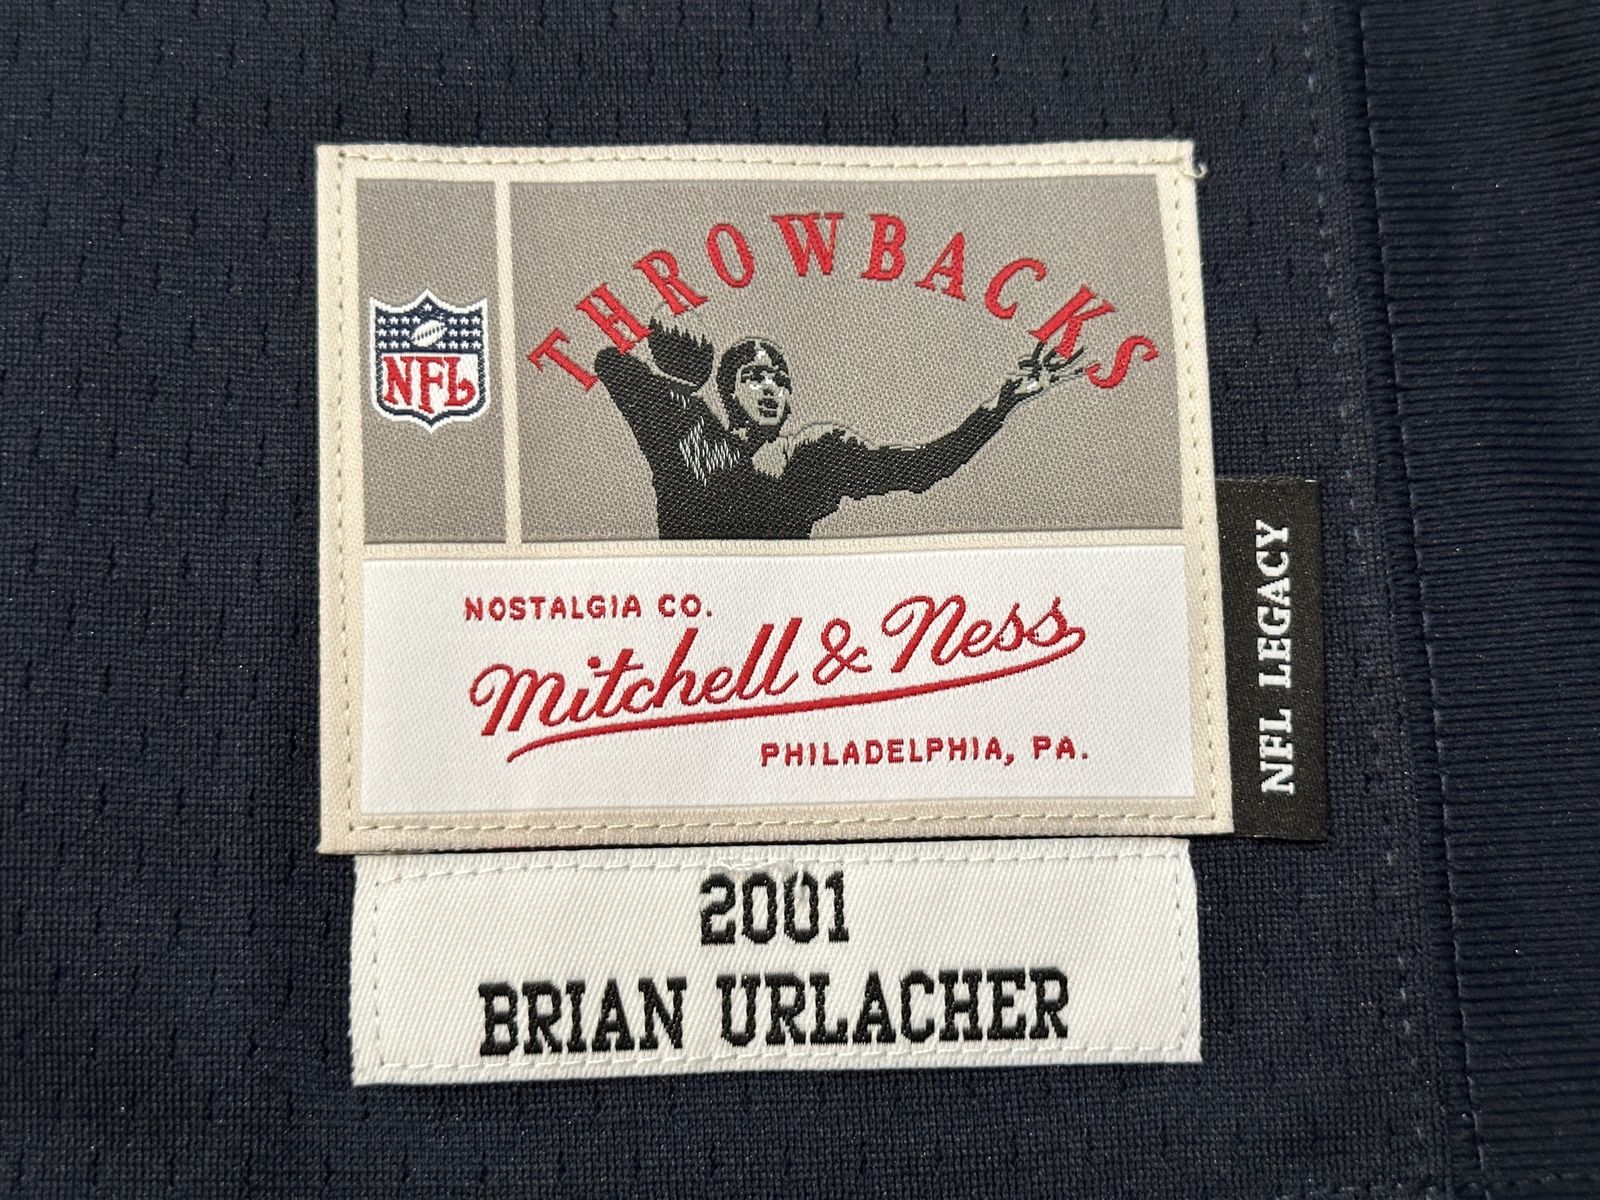 THROWBACKS
NFL
NOSTALGIA CO.
Mitchell & Ness
PHILADELPHIA, PA.
NFL LEGACY
2001
BRIAN URLACHER